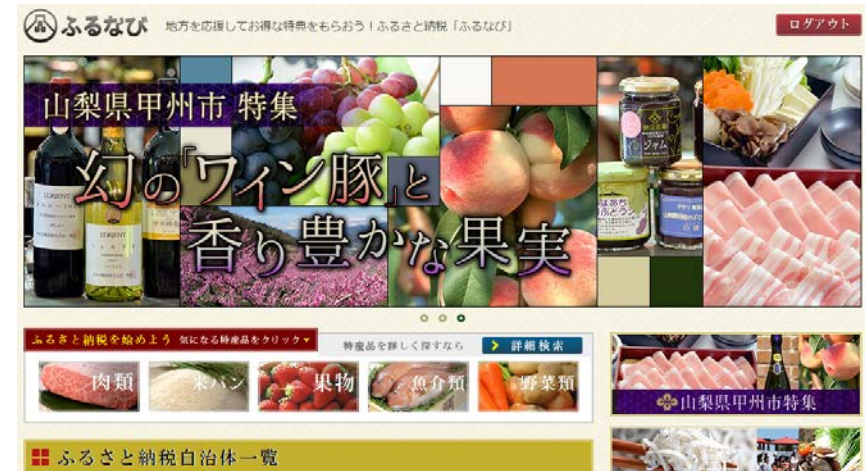 ふるなび
地方を応援してお得な特典をもらおう！ふるさと納税「ふるなび」
ログアウト
山梨県甲州市 特集
幻の「ワイン豚」と
香り豊かな果実
ジャム
ふるさと納税を始めよう 気になる特産品をクリック▼
特産品を詳しく探すなら
詳細検索
肉類
米パン
果物
魚介類
野菜類
山梨県甲州市特集
ふるさと納税自治体一覧